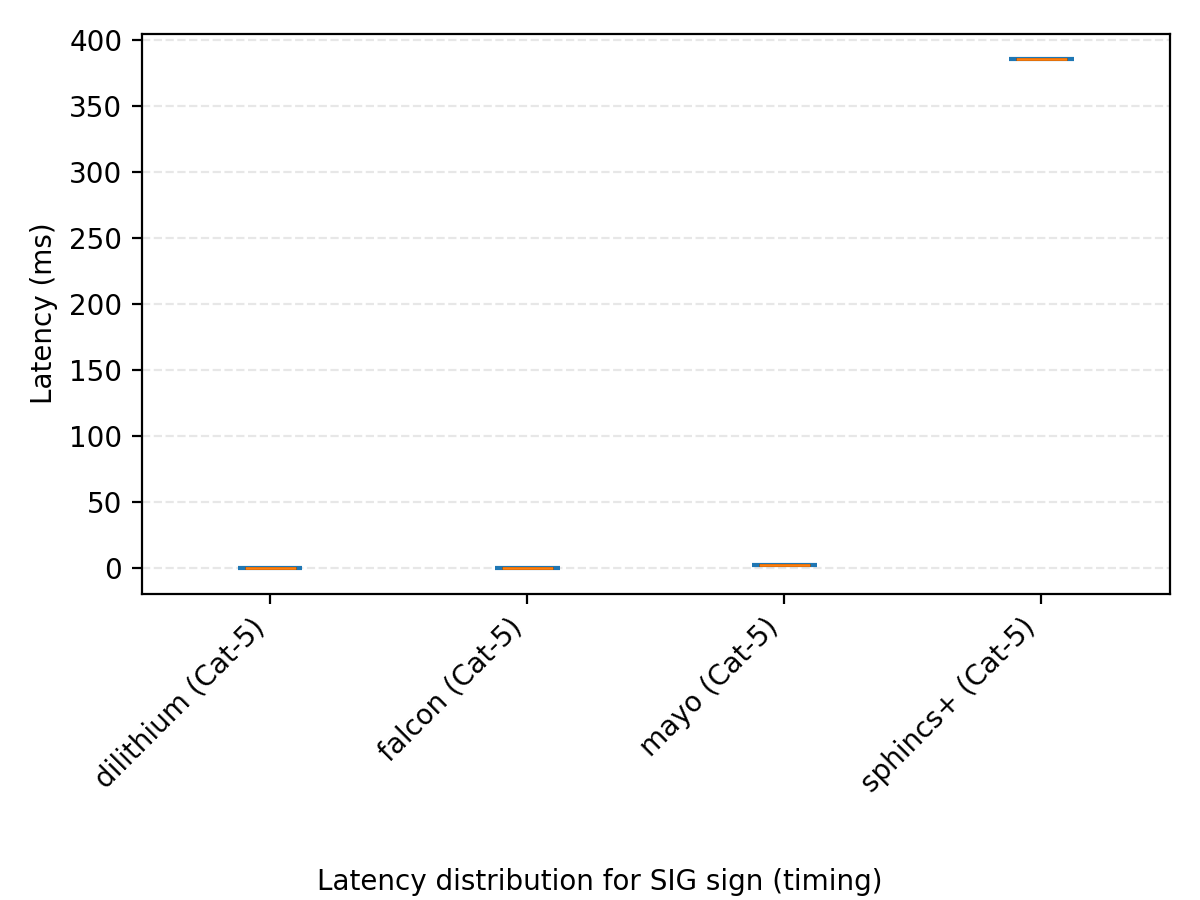 400
350
300
250
200
150
100
50
0
Latency (ms)
dilithium (Cat-5)
falcon (Cat-5)
mayo (Cat-5)
sphincs+ (Cat-5)
Latency distribution for SIG sign (timing)